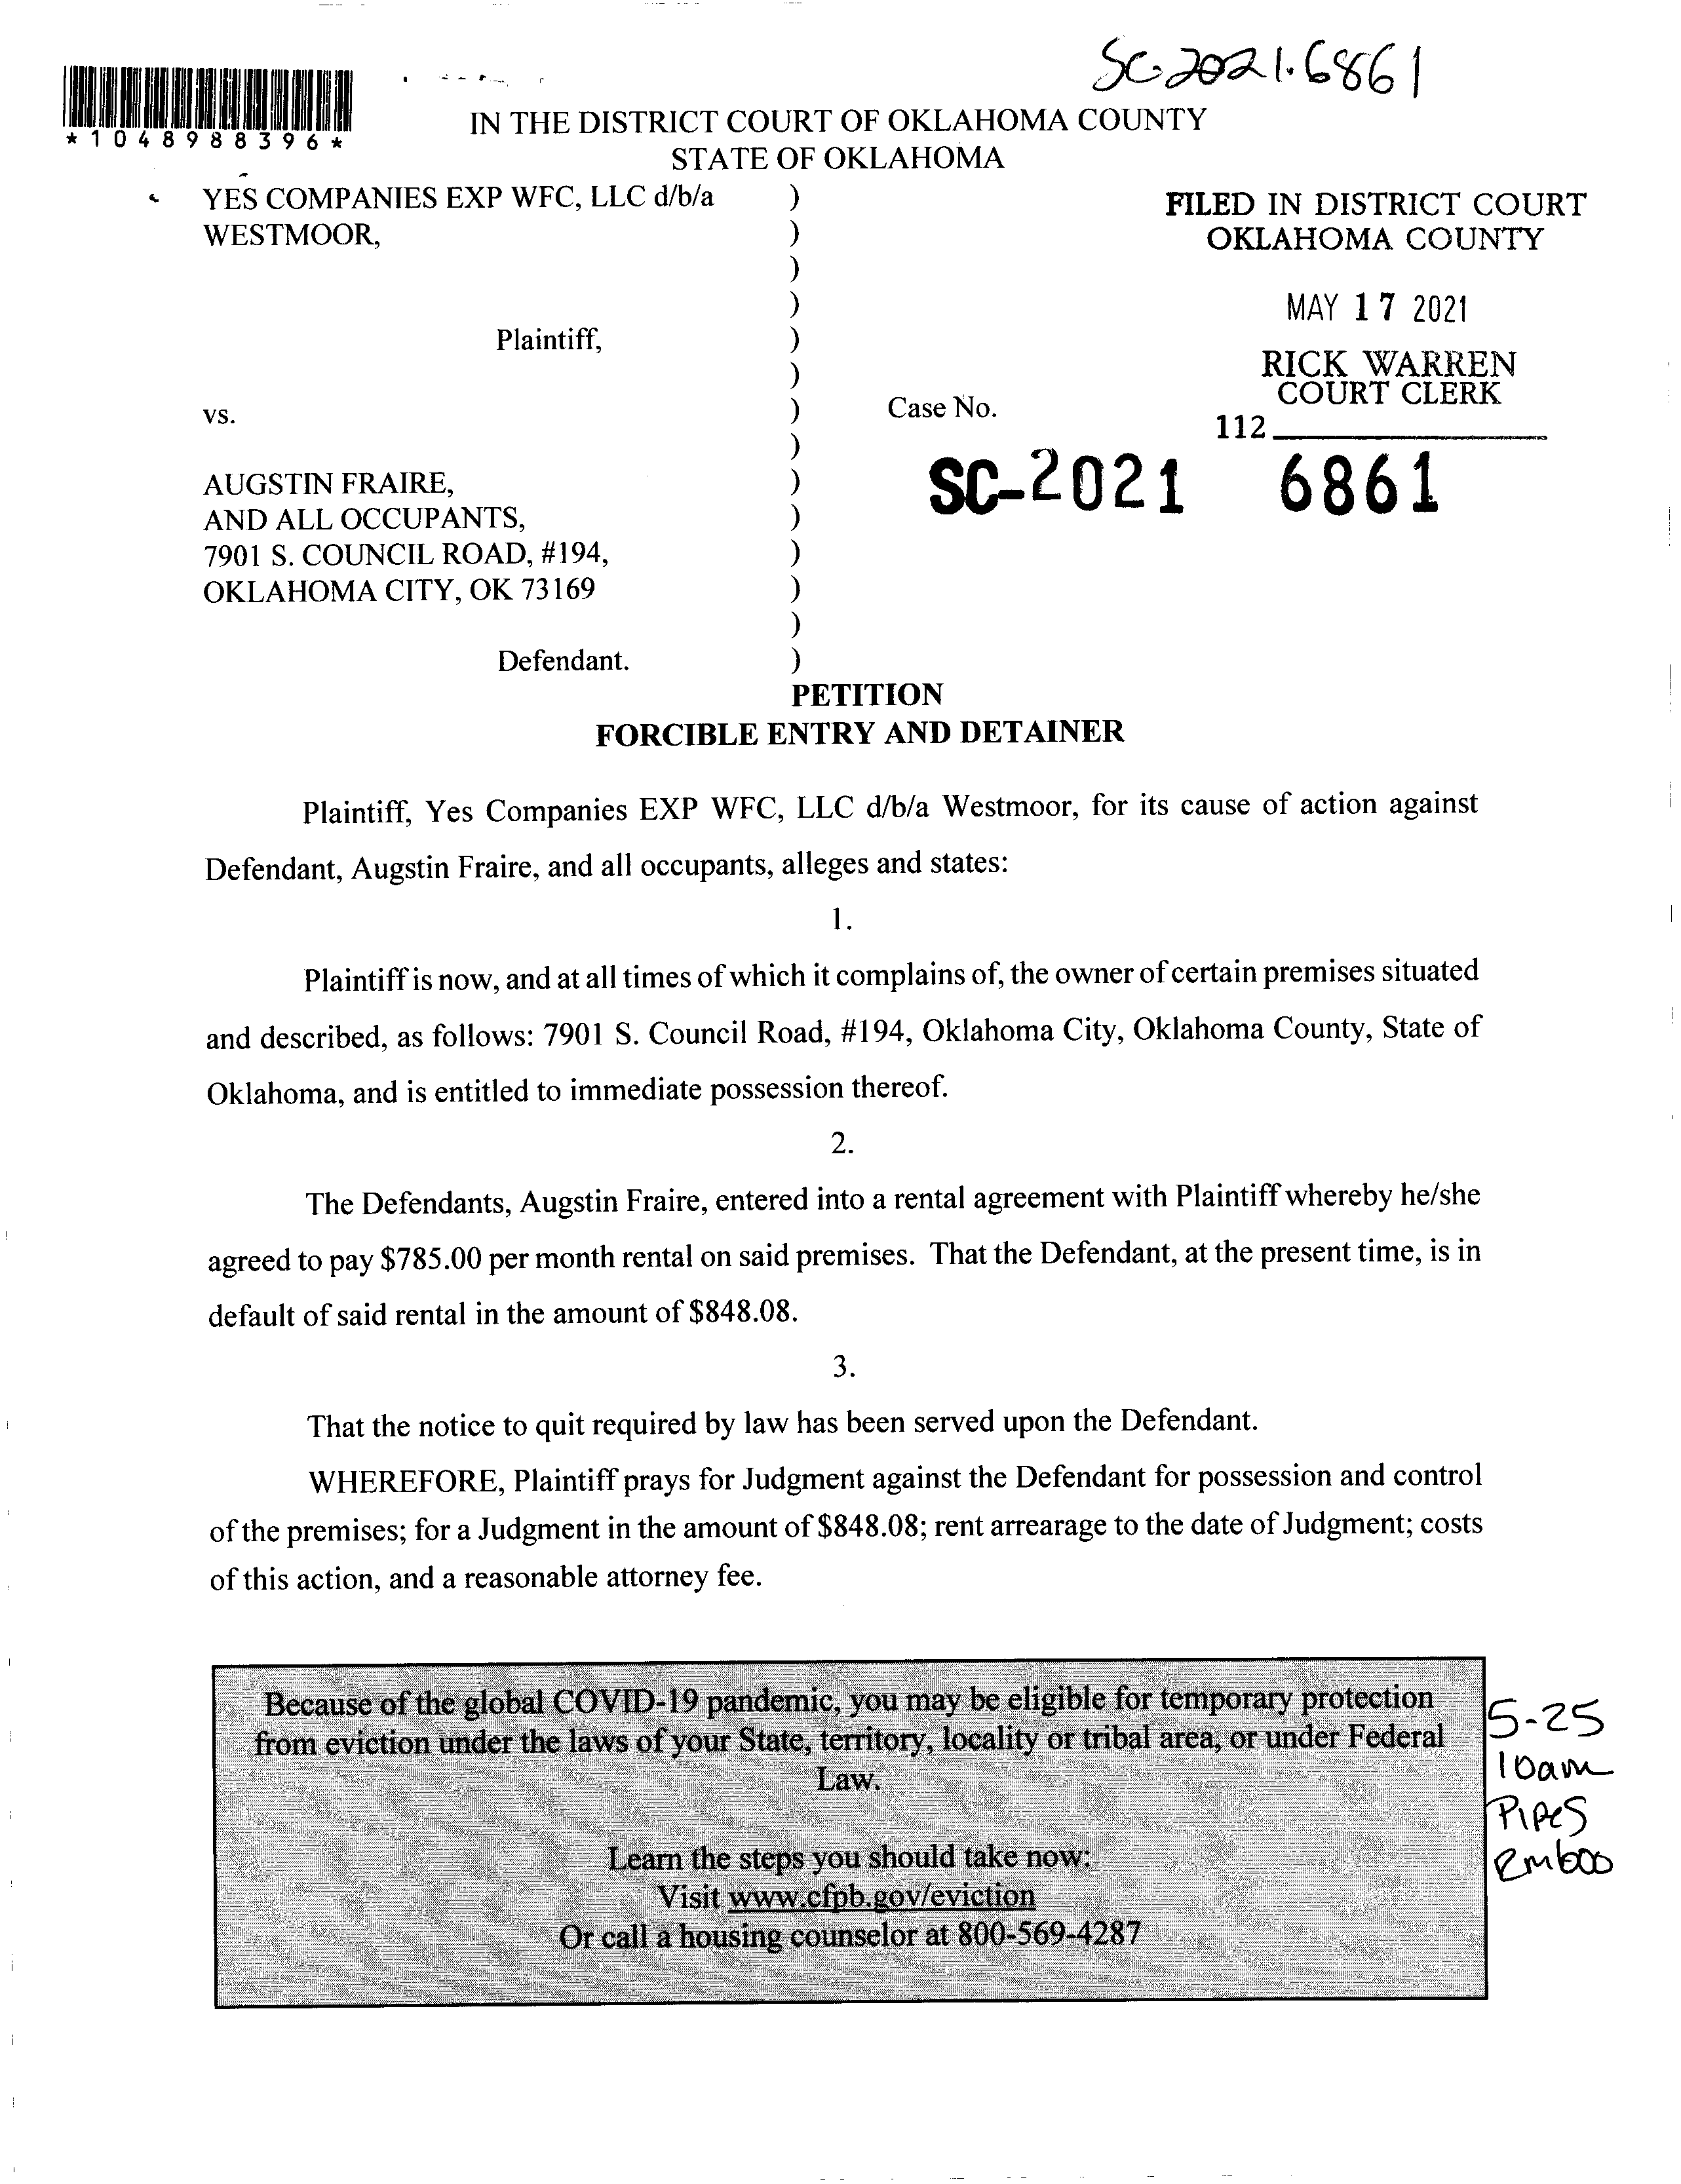 SC-2021-6861
*1048988396*
IN THE DISTRICT COURT OF OKLAHOMA COUNTY
STATE OF OKLAHOMA
YES COMPANIES EXP WFC, LLC d/b/a )
WESTMOOR, )
)
)
Plaintiff, )
)
vs. )
)
AUGSTIN FRAIRE, )
AND ALL OCCUPANTS, )
7901 S. COUNCIL ROAD, #194, )
OKLAHOMA CITY, OK 73169 )
)
Defendant. )
FILED IN DISTRICT COURT
OKLAHOMA COUNTY
MAY 17 2021
RICK WARREN
COURT CLERK
112
Case No.
SC-2021 6861
PETITION
FORCIBLE ENTRY AND DETAINER
Plaintiff, Yes Companies EXP WFC, LLC d/b/a Westmoor, for its cause of action against
Defendant, Augstin Fraire, and all occupants, alleges and states:
1.
Plaintiff is now, and at all times of which it complains of, the owner of certain premises situated
and described, as follows: 7901 S. Council Road, #194, Oklahoma City, Oklahoma County, State of
Oklahoma, and is entitled to immediate possession thereof.
2.
The Defendants, Augstin Fraire, entered into a rental agreement with Plaintiff whereby he/she
agreed to pay $785.00 per month rental on said premises. That the Defendant, at the present time, is in
default of said rental in the amount of $848.08.
3.
That the notice to quit required by law has been served upon the Defendant.
WHEREFORE, Plaintiff prays for Judgment against the Defendant for possession and control
of the premises; for a Judgment in the amount of $848.08; rent arrearage to the date of Judgment; costs
of this action, and a reasonable attorney fee.
Because of the global COVID-19 pandemic, you may be eligible for temporary protection
from eviction under the laws of your State, territory, locality or tribal area, or under Federal
Law.
Learn the steps you should take now:
Visit www.cfpb.gov/eviction
Or call a housing counselor at 800-569-4287
5-25
10am
Pipes
Rm600